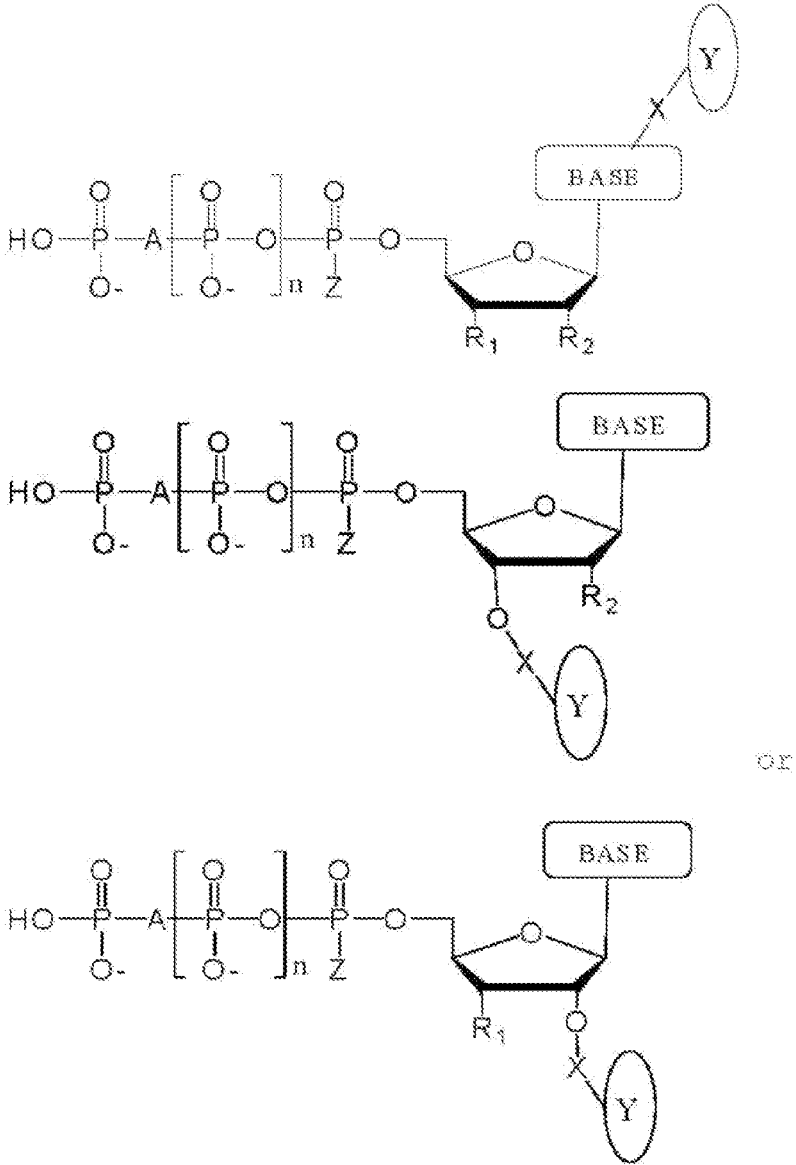 Y
X
BASE
O O O
HO P A P O P O O
O- O- n Z
R1 R2
BASE
O O O
HO P A P O P O O
O- O- n Z
R2
O
X
Y
or
BASE
O O O
HO P A P O P O O
O- O- n Z
R1 O
X
Y